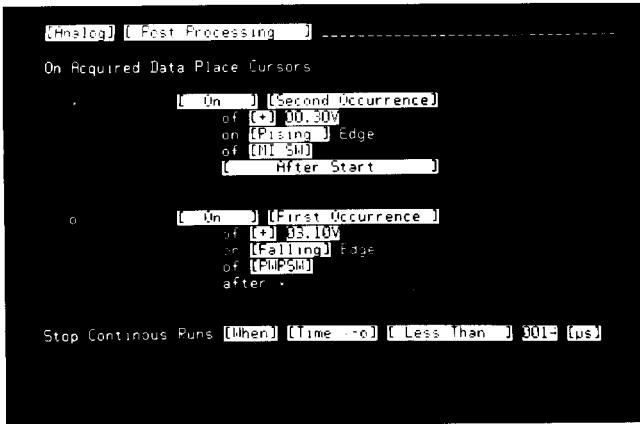 [Analog] [ Post Processing ]
On Acquired Data Place Cursors
[ On ] [Second Occurrence]
of [+] 00.30V
on [Rising ] Edge
of [MI SW]
[ After Start ]
o [ On ] [First Occurrence ]
of [+] 03.10V
on [Falling] Edge
of [PWPSW]
after
Stop Continous Runs [When] [Time [ Less Than ] [µs]